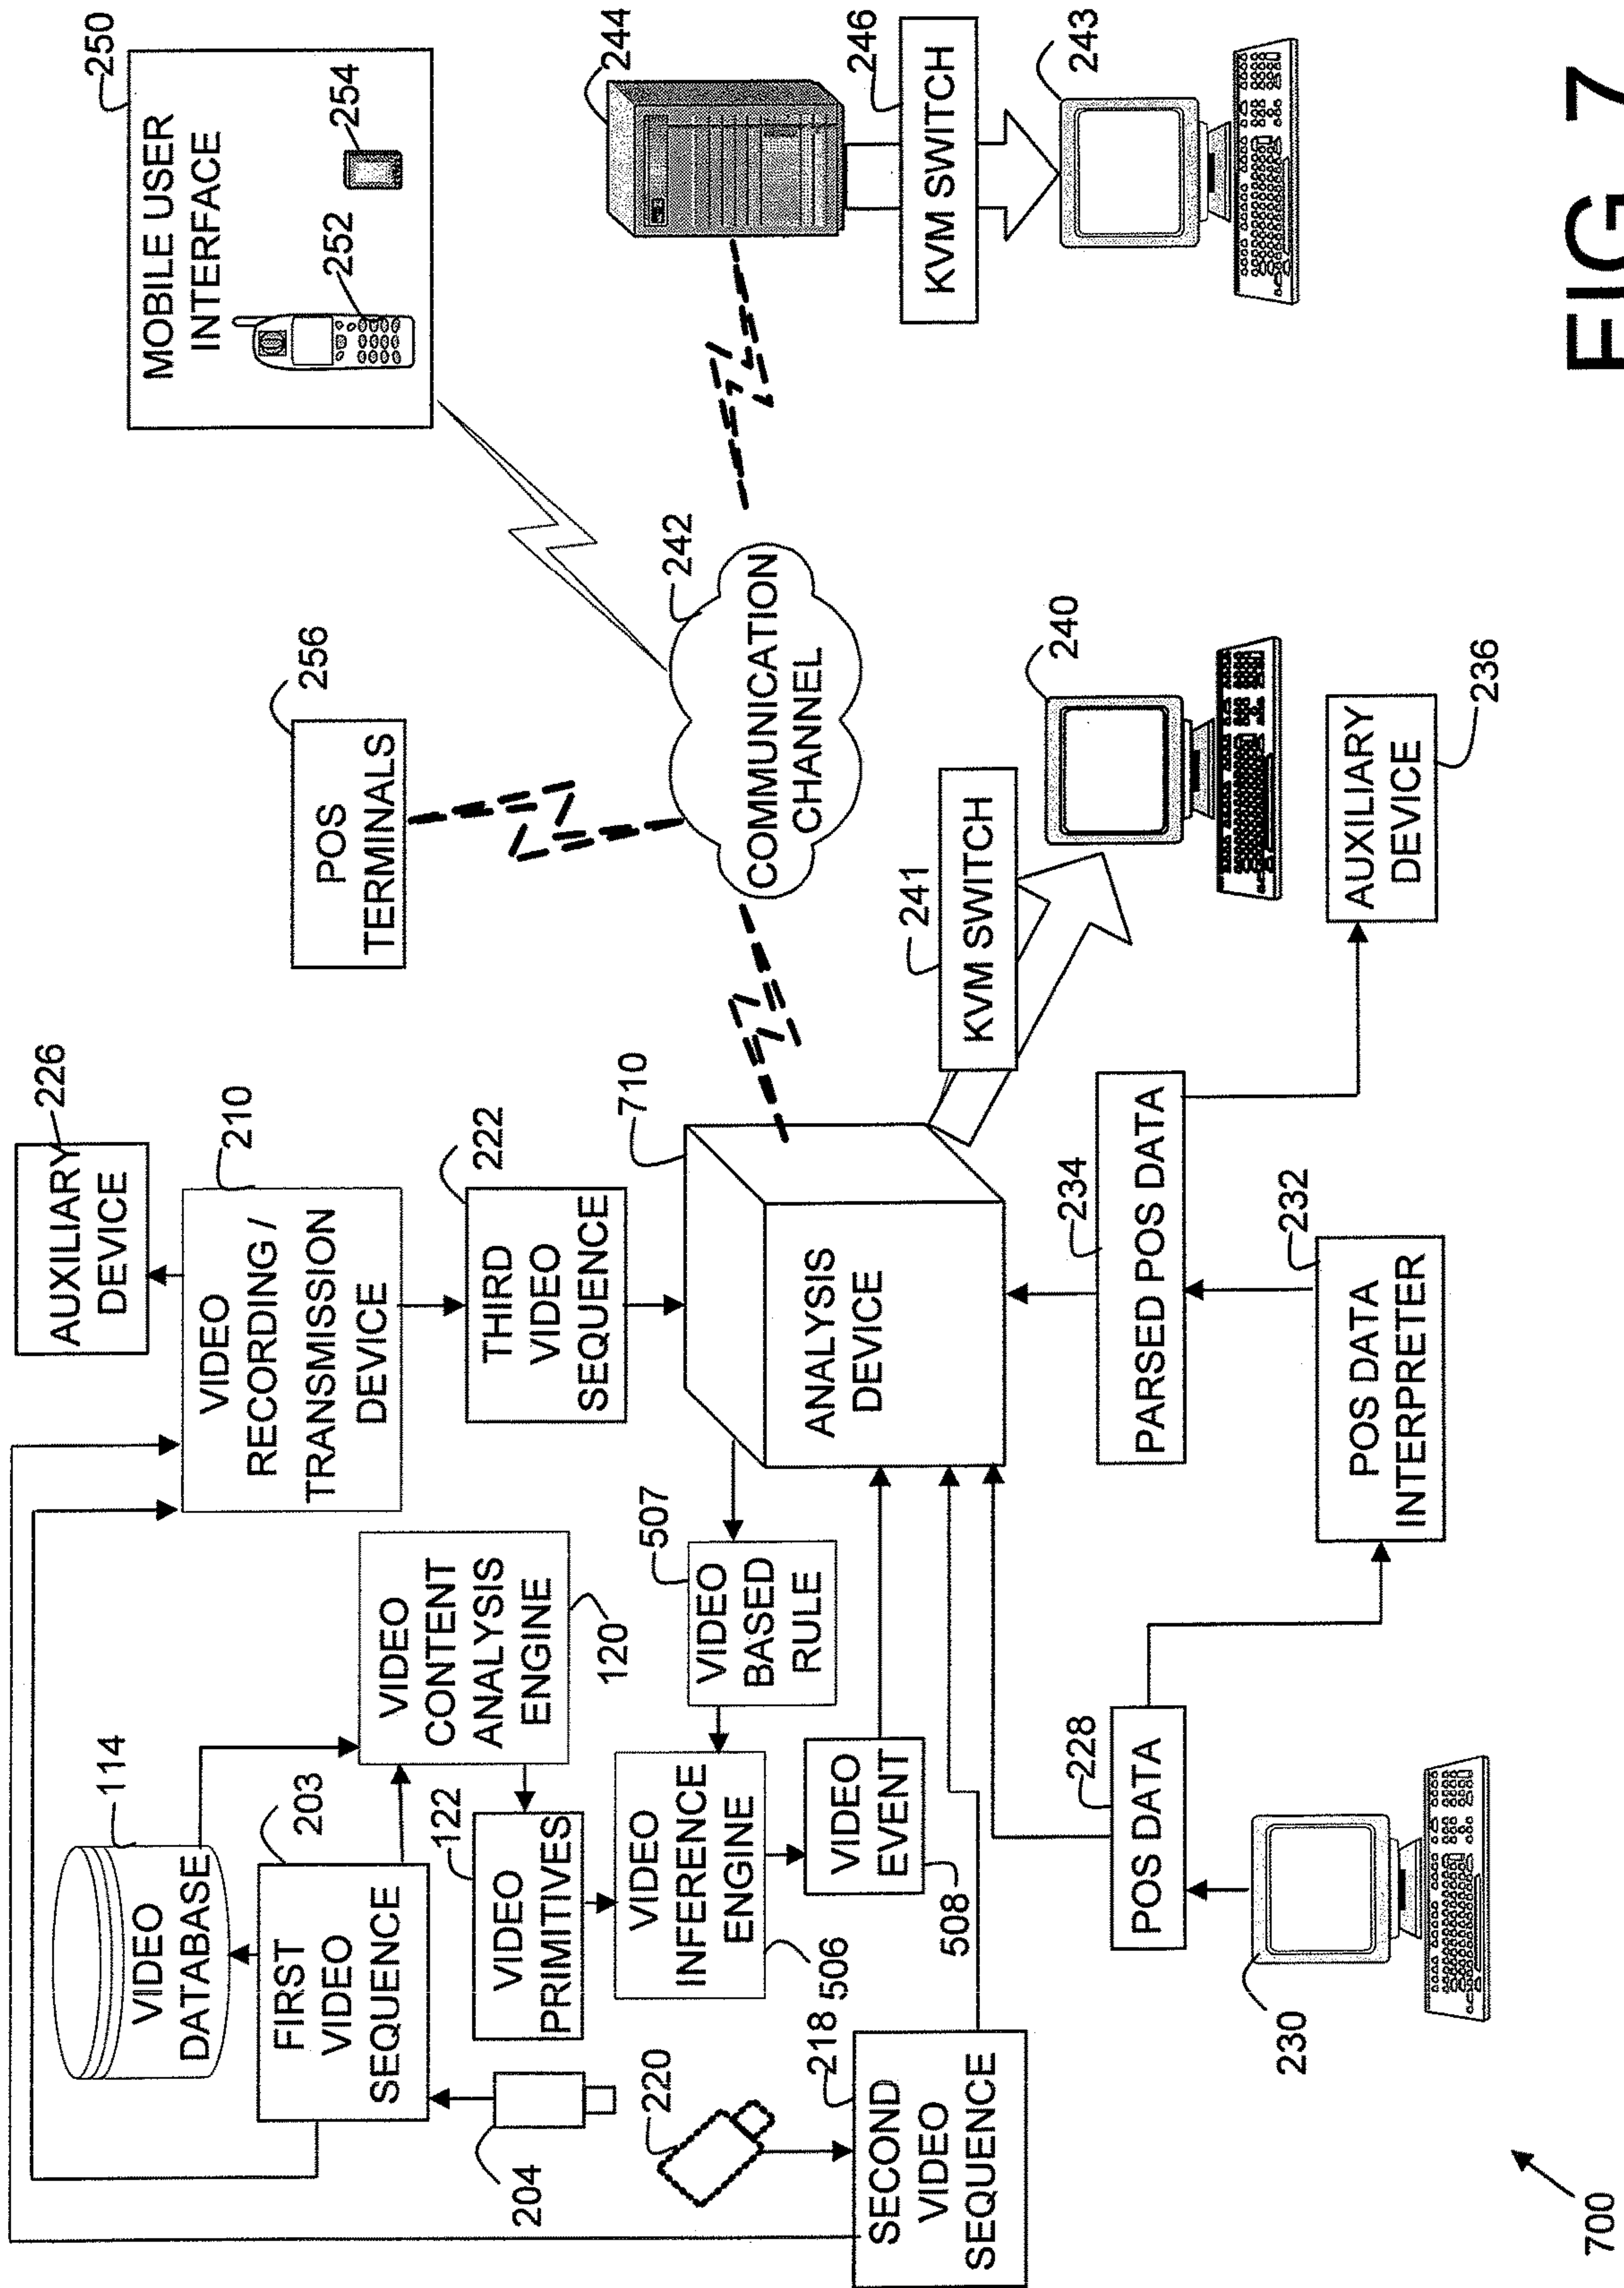 250
MOBILE USER
INTERFACE
252
254
244
246
KVM SWITCH
243
256
POS
TERMINALS
242
COMMUNICATION
CHANNEL
240
241
KVM SWITCH
AUXILIARY
DEVICE
236
226
AUXILIARY
DEVICE
210
VIDEO
RECORDING /
TRANSMISSION
DEVICE
222
THIRD
VIDEO
SEQUENCE
710
ANALYSIS
DEVICE
234
PARSED POS DATA
232
POS DATA
INTERPRETER
114
VIDEO
DATABASE
203
FIRST
VIDEO
SEQUENCE
204
VIDEO
CONTENT
ANALYSIS
ENGINE
120
122
VIDEO
PRIMITIVES
507
VIDEO
BASED
RULE
VIDEO
INFERENCE
ENGINE
506
VIDEO
EVENT
508
220
218
SECOND
VIDEO
SEQUENCE
228
POS DATA
230
700
FIG. 7